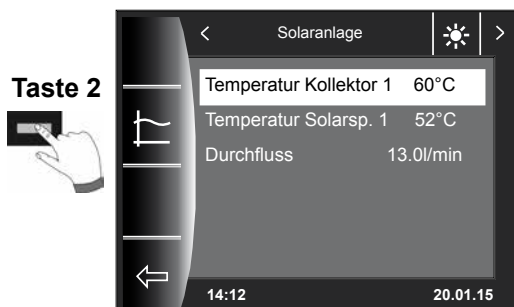 < Solaranlage >
Taste 2
Temperatur Kollektor 1 60°C
Temperatur Solarsp. 1 52°C
Durchfluss 13.0l/min
14:12 20.01.15